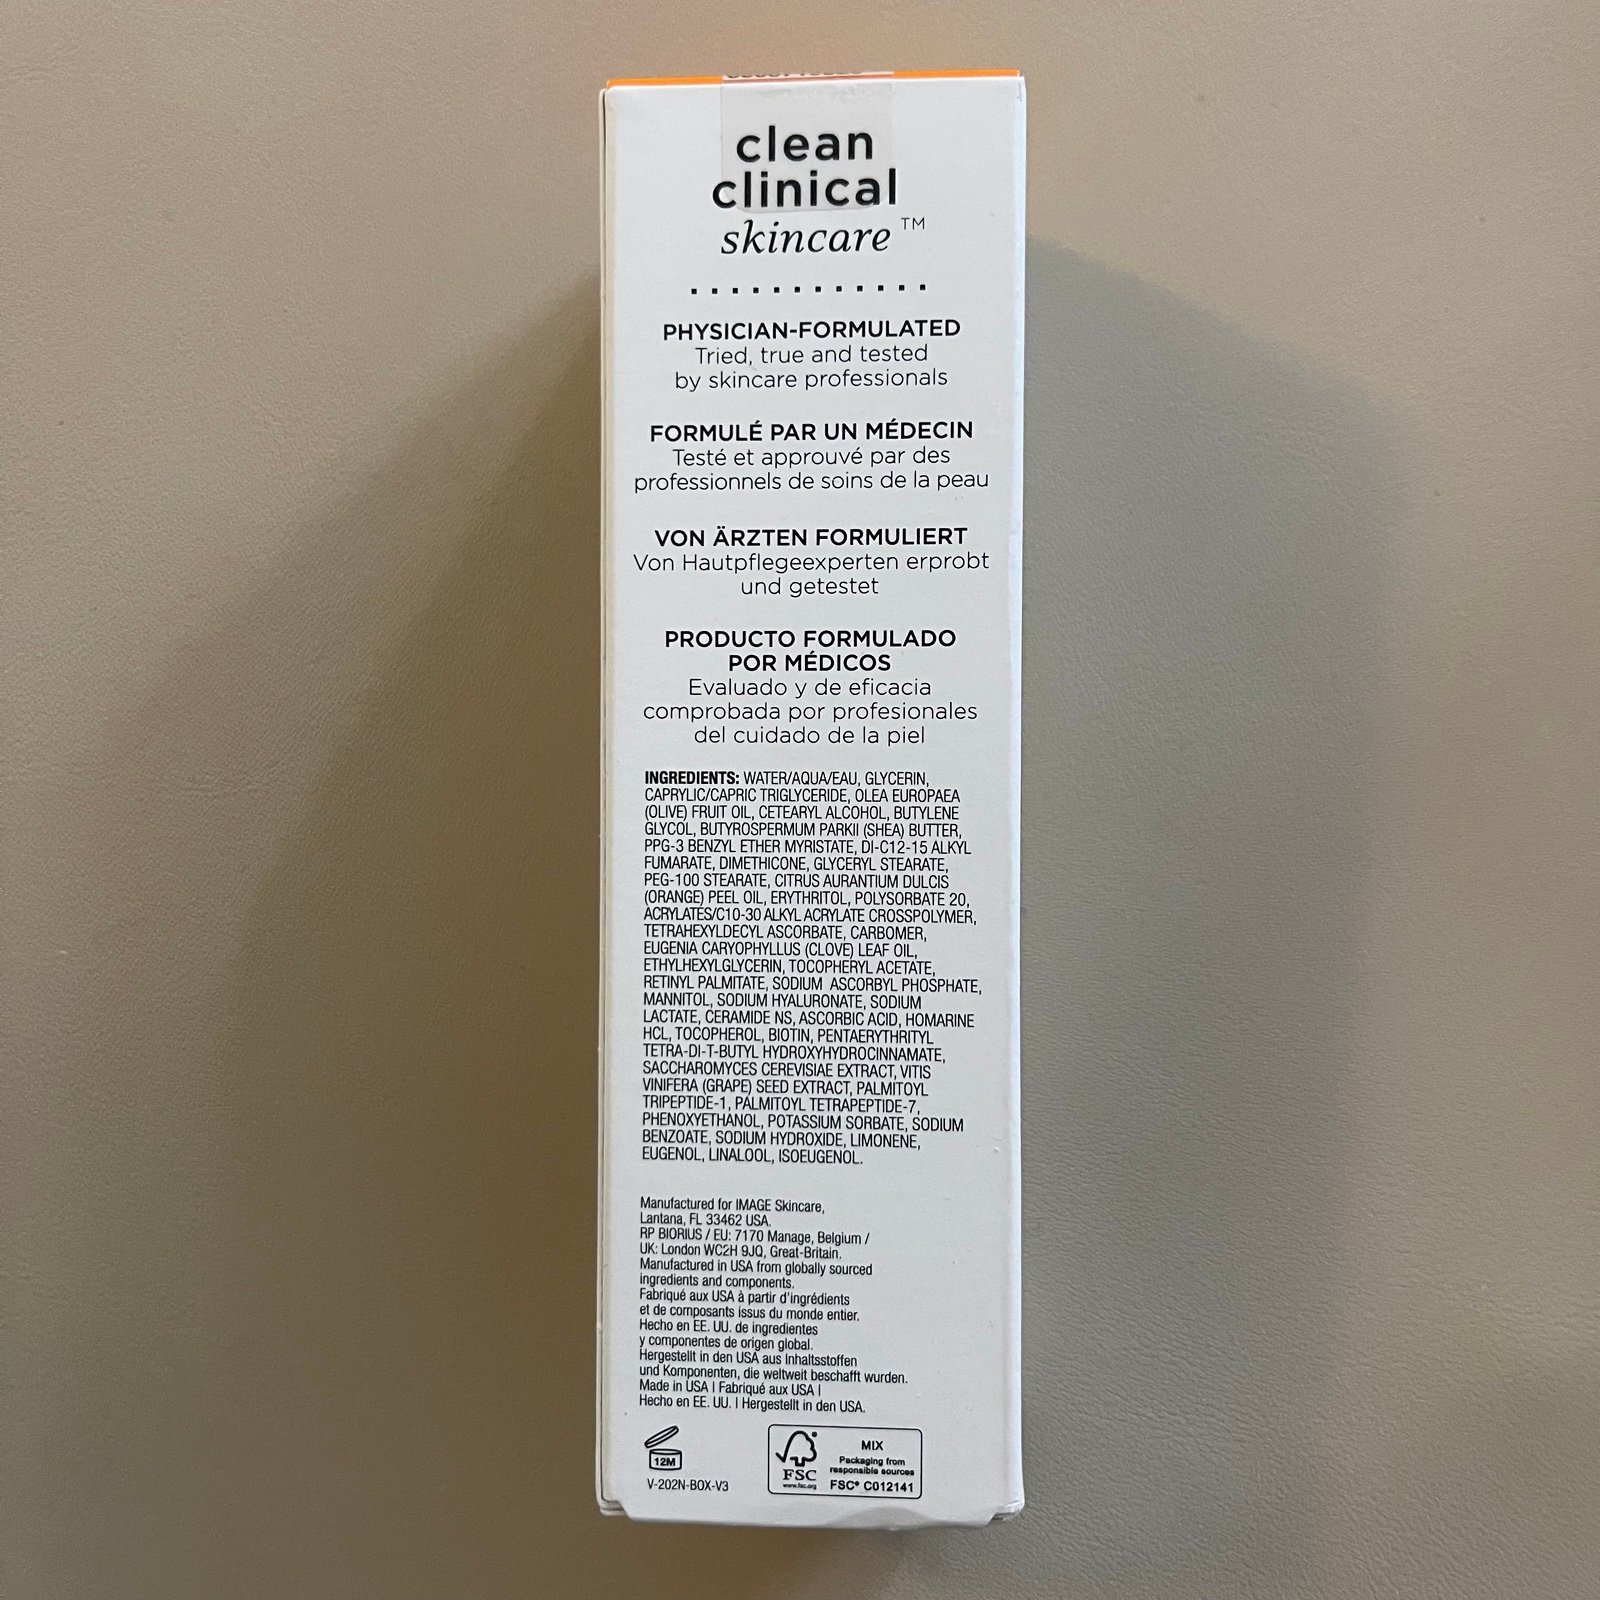 clean
clinical
skincare™
PHYSICIAN-FORMULATED
Tried, true and tested
by skincare professionals
FORMULÉ PAR UN MÉDECIN
Testé et approuvé par des
professionnels de soins de la peau
VON ÄRZTEN FORMULIERT
Von Hautpflegeexperten erprobt
und getestet
PRODUCTO FORMULADO
POR MÉDICOS
Evaluado y de eficacia
comprobada por profesionales
del cuidado de la piel
INGREDIENTS: WATER/AQUA/EAU, GLYCERIN,
CAPRYLIC/CAPRIC TRIGLYCERIDE, OLEA EUROPAEA
(OLIVE) FRUIT OIL, CETEARYL ALCOHOL, BUTYLENE
GLYCOL, BUTYROSPERMUM PARKII (SHEA) BUTTER,
PPG-3 BENZYL ETHER MYRISTATE, DI-C12-15 ALKYL
FUMARATE, DIMETHICONE, GLYCERYL STEARATE,
PEG-100 STEARATE, CITRUS AURANTIUM DULCIS
(ORANGE) PEEL OIL, ERYTHRITOL, POLYSORBATE 20,
ACRYLATES/C10-30 ALKYL ACRYLATE CROSSPOLYMER,
TETRAHEXYLDECYL ASCORBATE, CARBOMER,
EUGENIA CARYOPHYLLUS (CLOVE) LEAF OIL,
ETHYLHEXYLGLYCERIN, TOCOPHERYL ACETATE,
RETINYL PALMITATE, SODIUM ASCORBYL PHOSPHATE,
MANNITOL, SODIUM HYALURONATE, SODIUM
LACTATE, CERAMIDE NS, ASCORBIC ACID, HOMARINE
HCL, TOCOPHEROL, BIOTIN, PENTAERYTHRITYL
TETRA-DI-T-BUTYL HYDROXYHYDROCINNAMATE,
SACCHAROMYCES CEREVISIAE EXTRACT, VITIS
VINIFERA (GRAPE) SEED EXTRACT, PALMITOYL
TRIPEPTIDE-1, PALMITOYL TETRAPEPTIDE-7,
PHENOXYETHANOL, POTASSIUM SORBATE, SODIUM
BENZOATE, SODIUM HYDROXIDE, LIMONENE,
EUGENOL, LINALOOL, ISOEUGENOL.
Manufactured for IMAGE Skincare,
Lantana, FL 33462 USA.
RP BIORIUS / EU: 7170 Manage, Belgium /
UK: London WC2H 9JQ, Great-Britain.
Manufactured in USA from globally sourced
ingredients and components.
Fabriqué aux USA à partir d'ingrédients
et de composants issus du monde entier.
Hecho en EE. UU. de ingredientes
y componentes de origen global.
Hergestellt in den USA aus Inhaltsstoffen
und Komponenten, die weltweit beschafft wurden.
Made in USA | Fabriqué aux USA |
Hecho en EE. UU. | Hergestellt in den USA.
12M
V-202N-BOX-V3
FSC
www.fsc.org
MIX
Packaging from
responsible sources
FSC® C012141